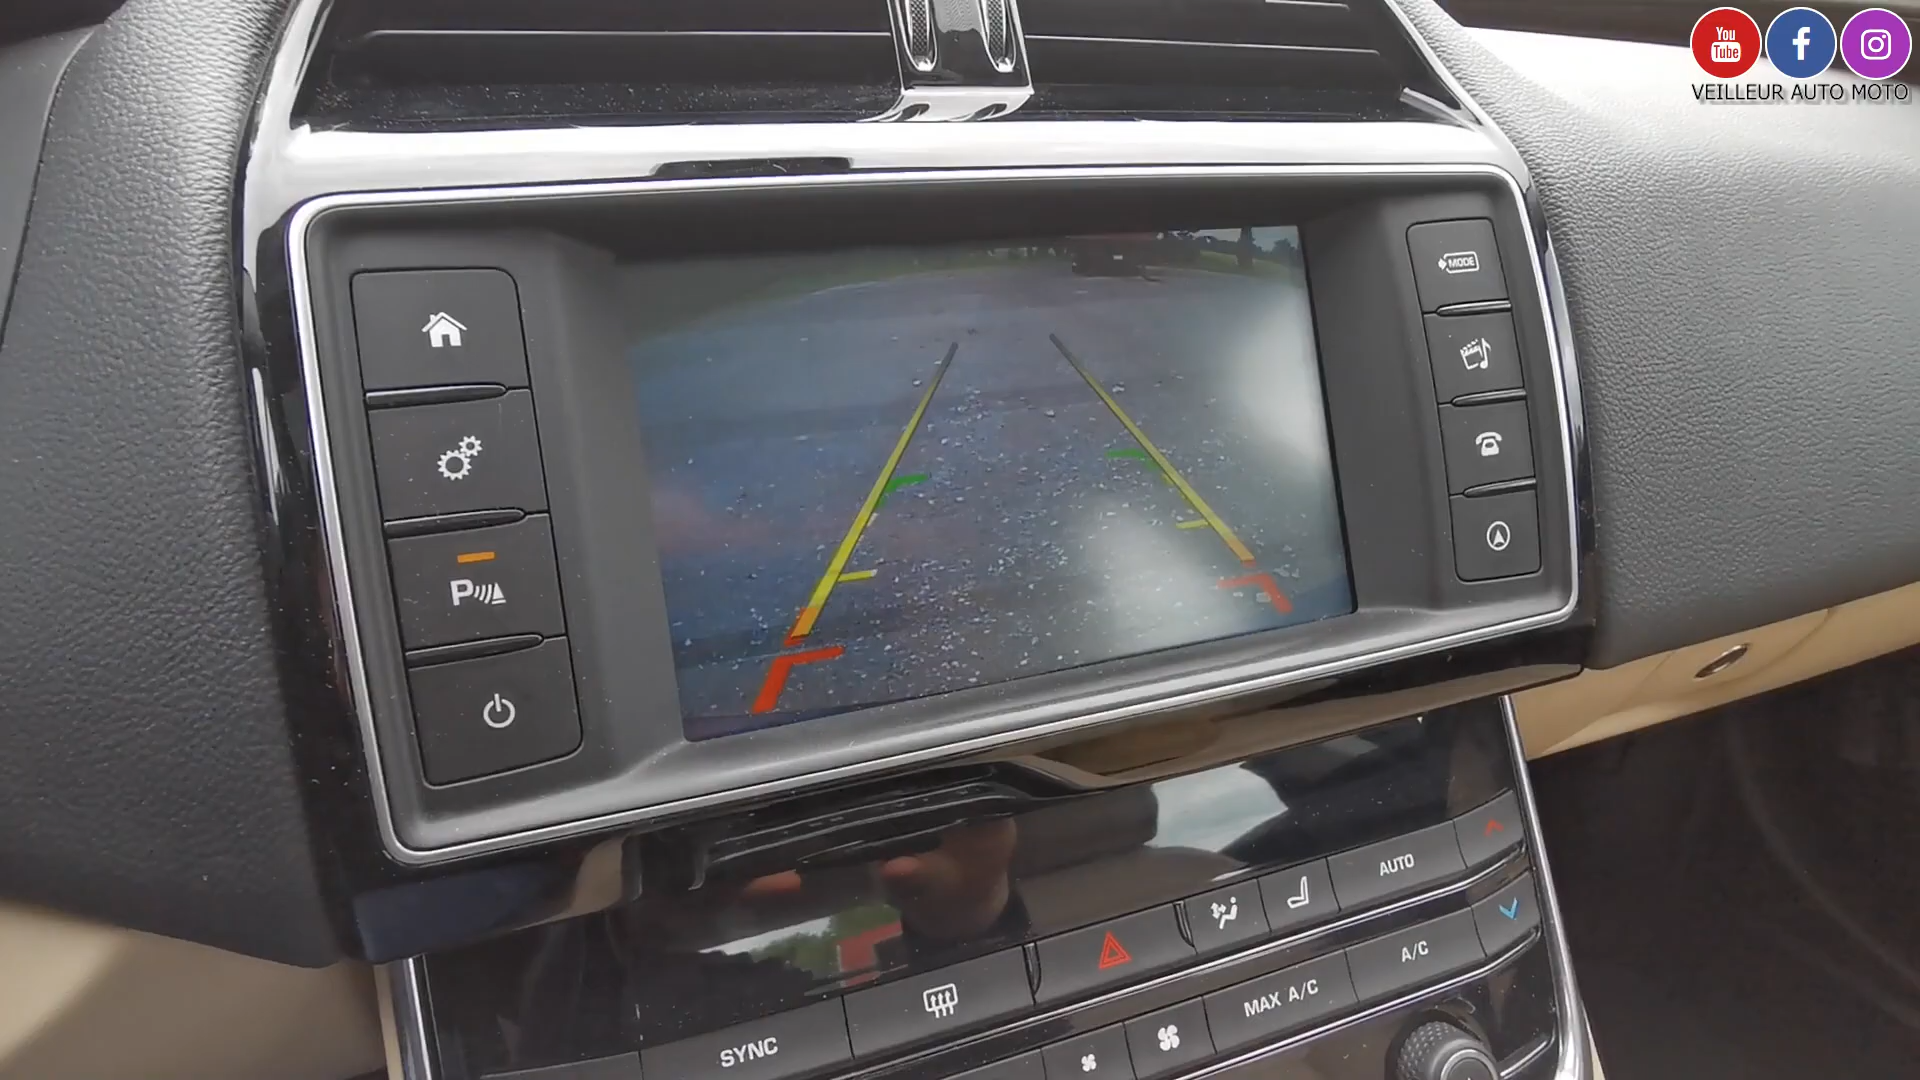 You
Tube
VEILLEUR AUTO MOTO
MODE
P
AUTO
A/C
MAX A/C
SYNC